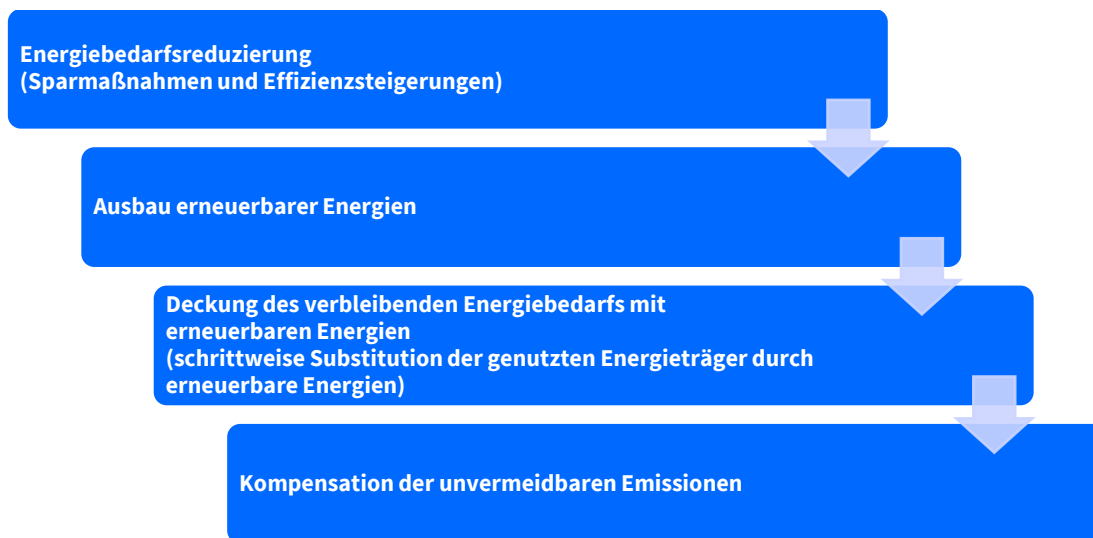 Energiebedarfsreduzierung
(Sparmaßnahmen und Effizienzsteigerungen)
Ausbau erneuerbarer Energien
Deckung des verbleibenden Energiebedarfs mit
erneuerbaren Energien
(schrittweise Substitution der genutzten Energieträger durch
erneuerbare Energien)
Kompensation der unvermeidbaren Emissionen